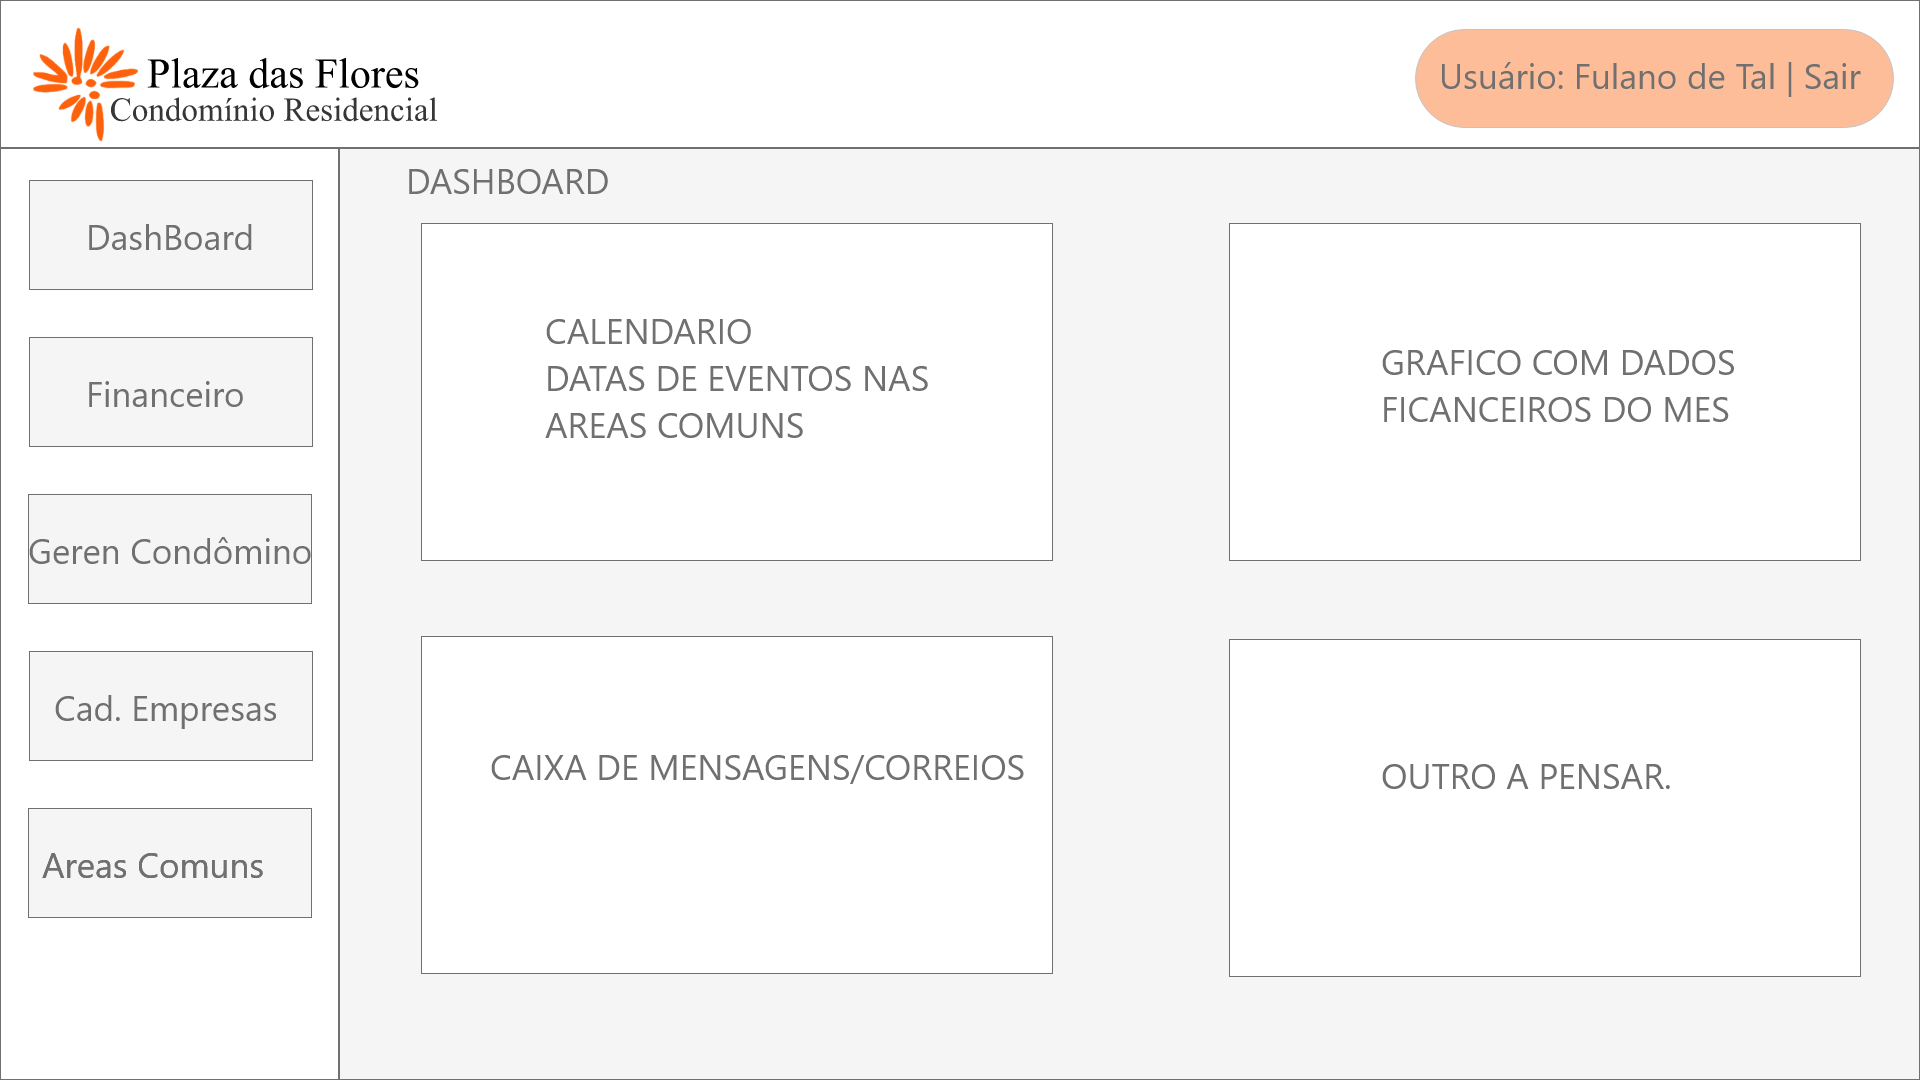 Plaza das Flores
Condomínio Residencial
Usuário: Fulano de Tal | Sair
DashBoard
Financeiro
Geren Condômino
Cad. Empresas
Areas Comuns
DASHBOARD
CALENDARIO
DATAS DE EVENTOS NAS
AREAS COMUNS
GRAFICO COM DADOS
FICANCEIROS DO MES
CAIXA DE MENSAGENS/CORREIOS
OUTRO A PENSAR.